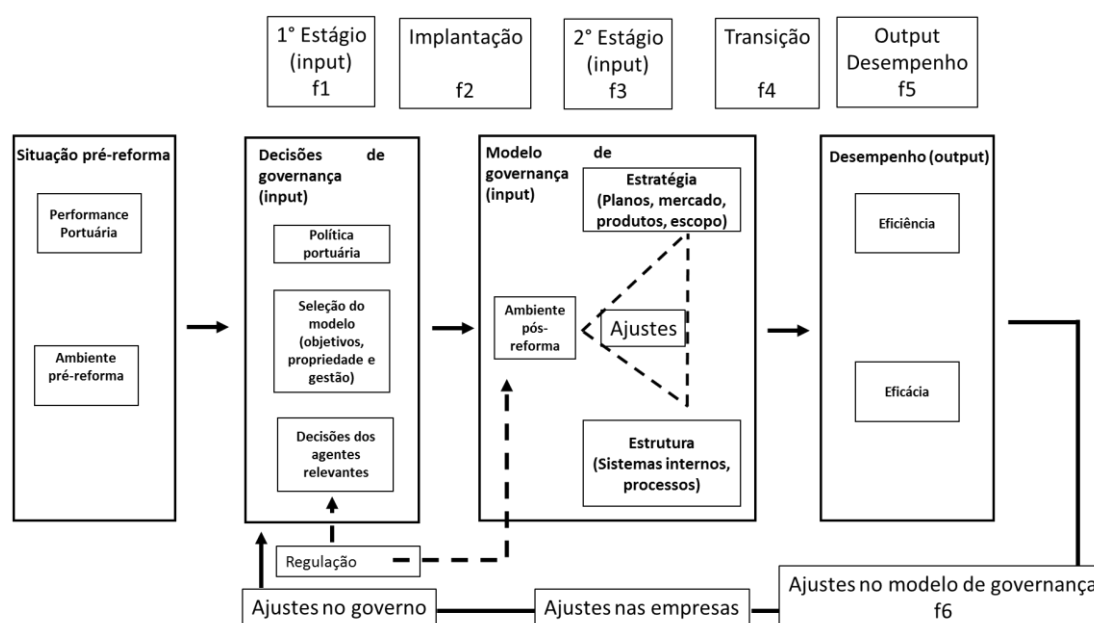 1° Estágio
(input)
f1
Implantação
f2
2° Estágio
(input)
f3
Transição
f4
Output
Desempenho
f5
Situação pré-reforma
Performance
Portuária
Ambiente
pré-reforma
Decisões de
governança
(input)
Política
portuária
Seleção do
modelo
(objetivos,
propriedade e
gestão)
Decisões dos
agentes
relevantes
Regulação
Modelo de
governança
(input)
Estratégia
(Planos, mercado,
produtos, escopo)
Ambiente
pós-
reforma
Ajustes
Estrutura
(Sistemas internos,
processos)
Desempenho (output)
Eficiência
Eficácia
Ajustes no governo
Ajustes nas empresas
Ajustes no modelo de governança
f6